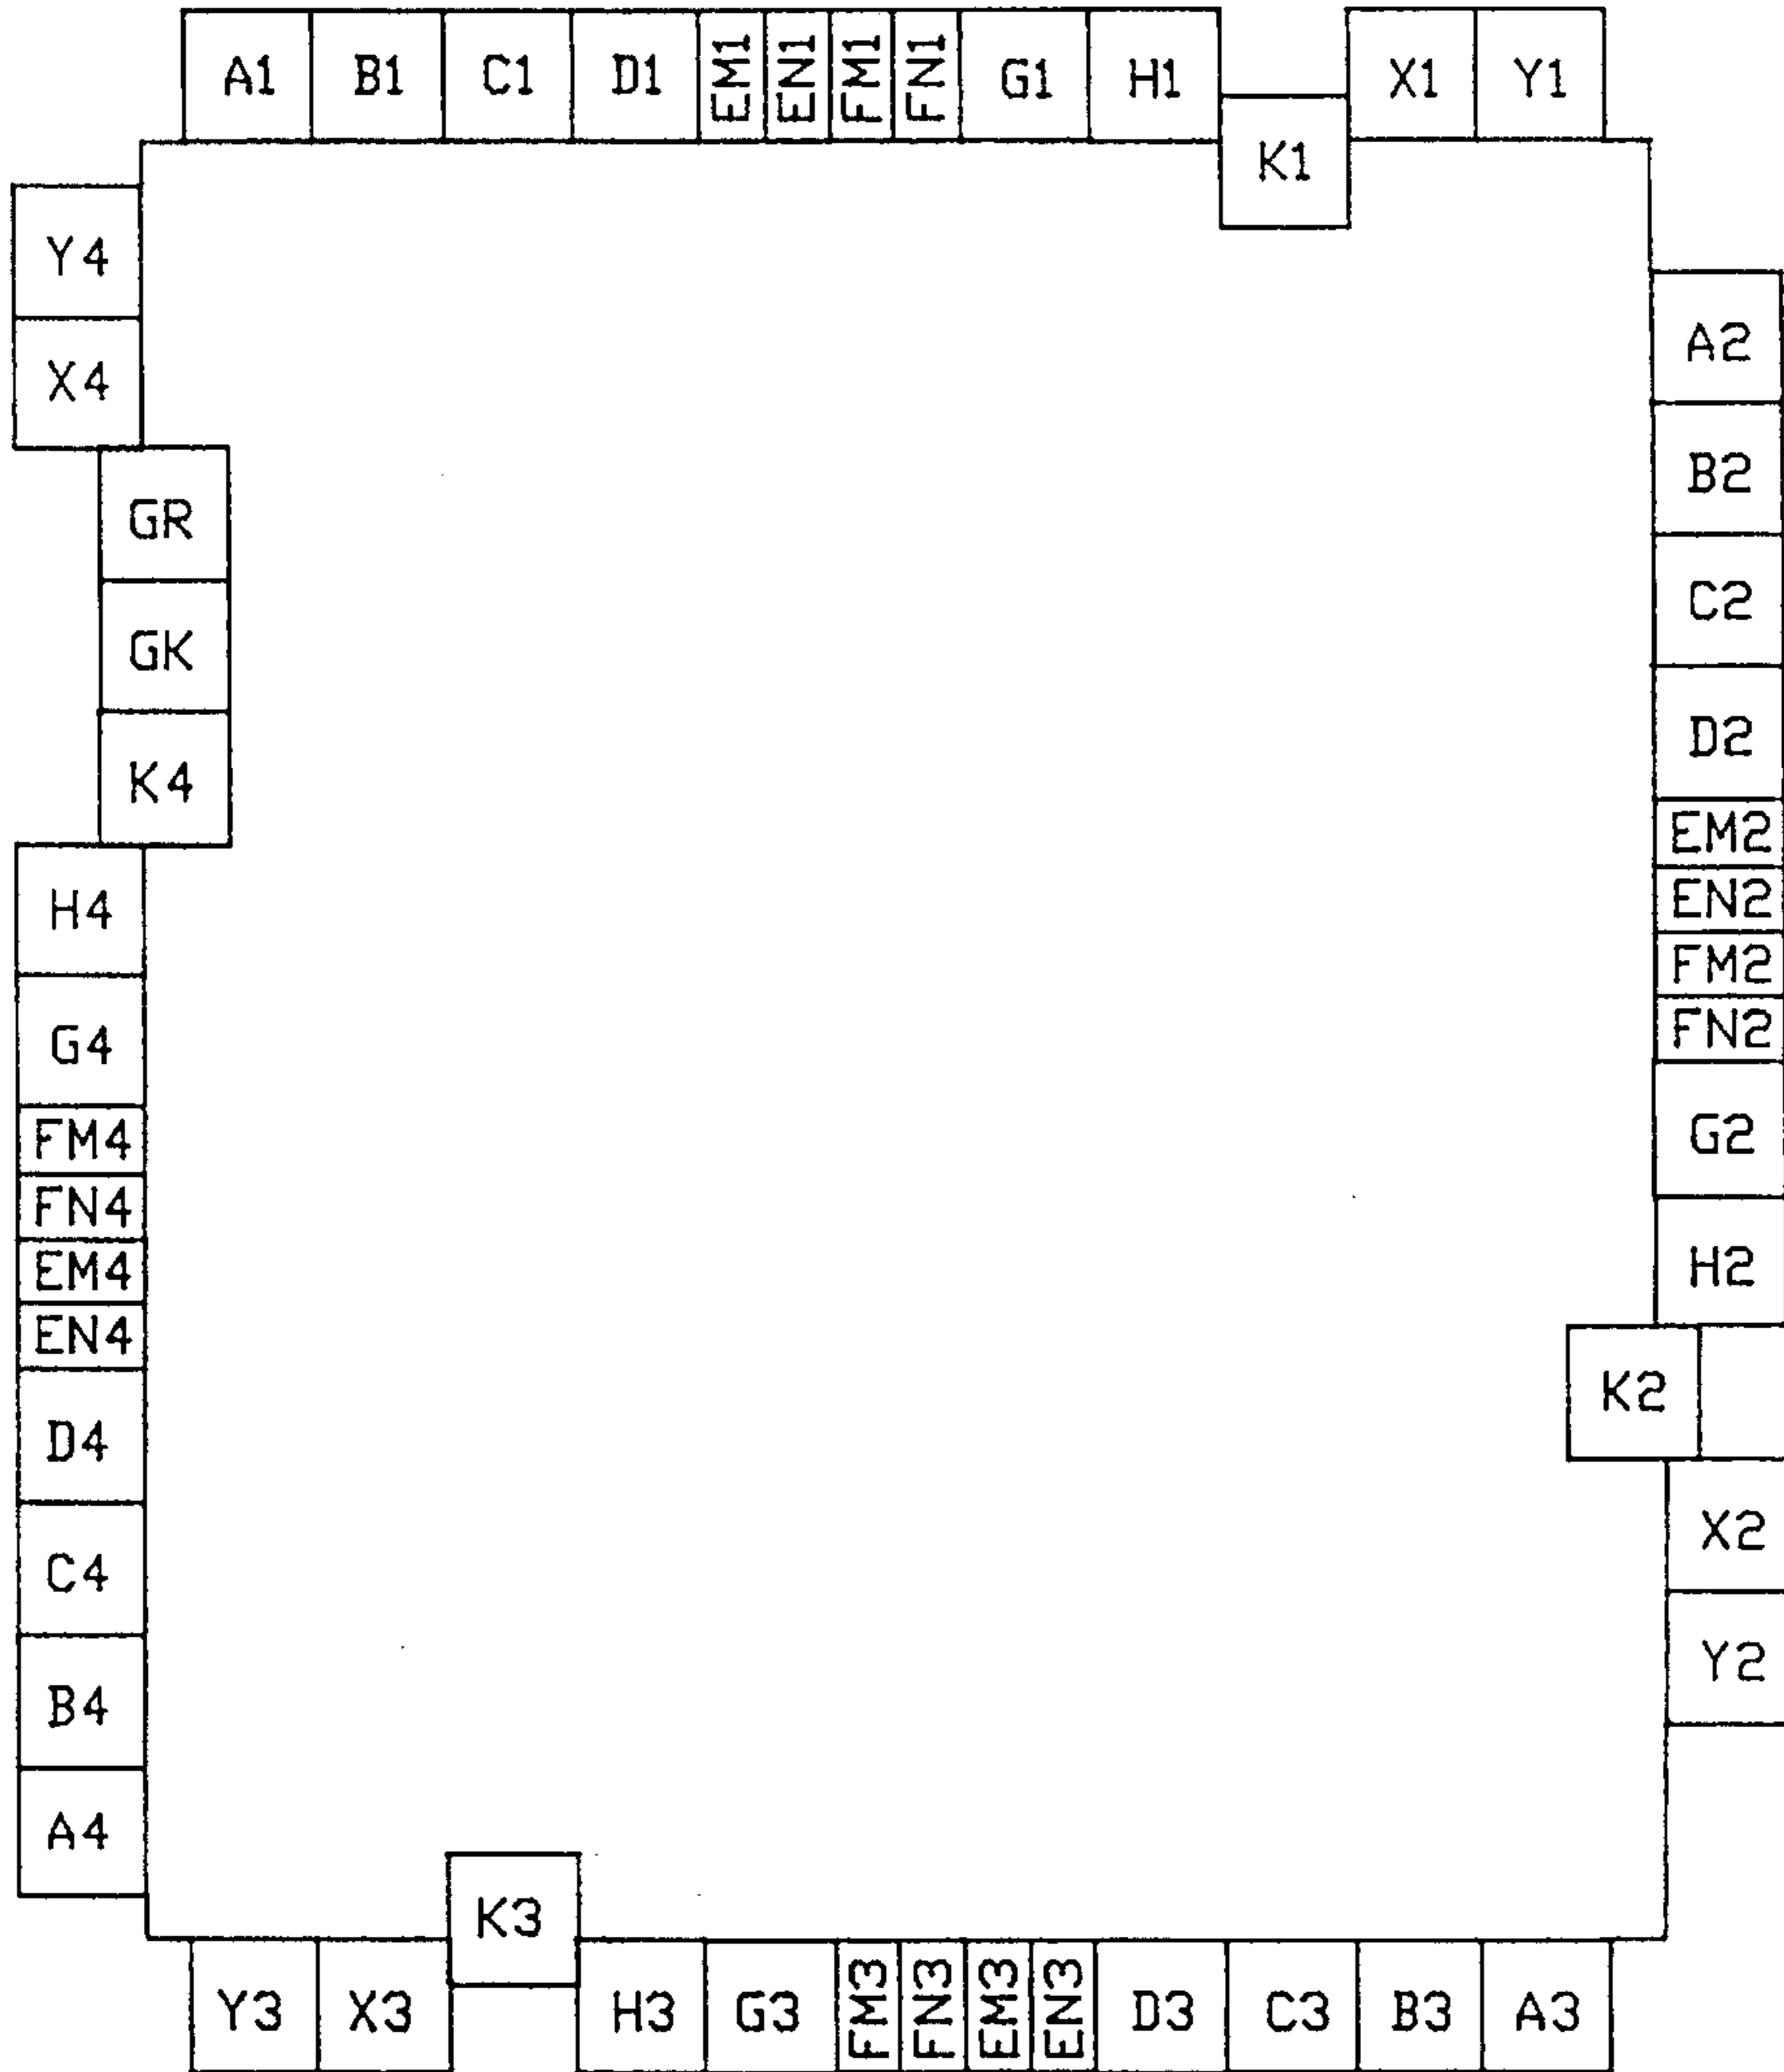 A1 B1 C1 D1 EM1 EN1 FM1 FN1 G1 H1 X1 Y1
K1
Y4
A2
X4
B2
GR
C2
GK
D2
K4
EM2
EN2
H4
FM2
FN2
G4
G2
FM4
FN4
H2
EM4
EN4
K2
D4
X2
C4
Y2
B4
A4
K3
Y3 X3 H3 G3 FM3 FN3 EM3 EN3 D3 C3 B3 A3